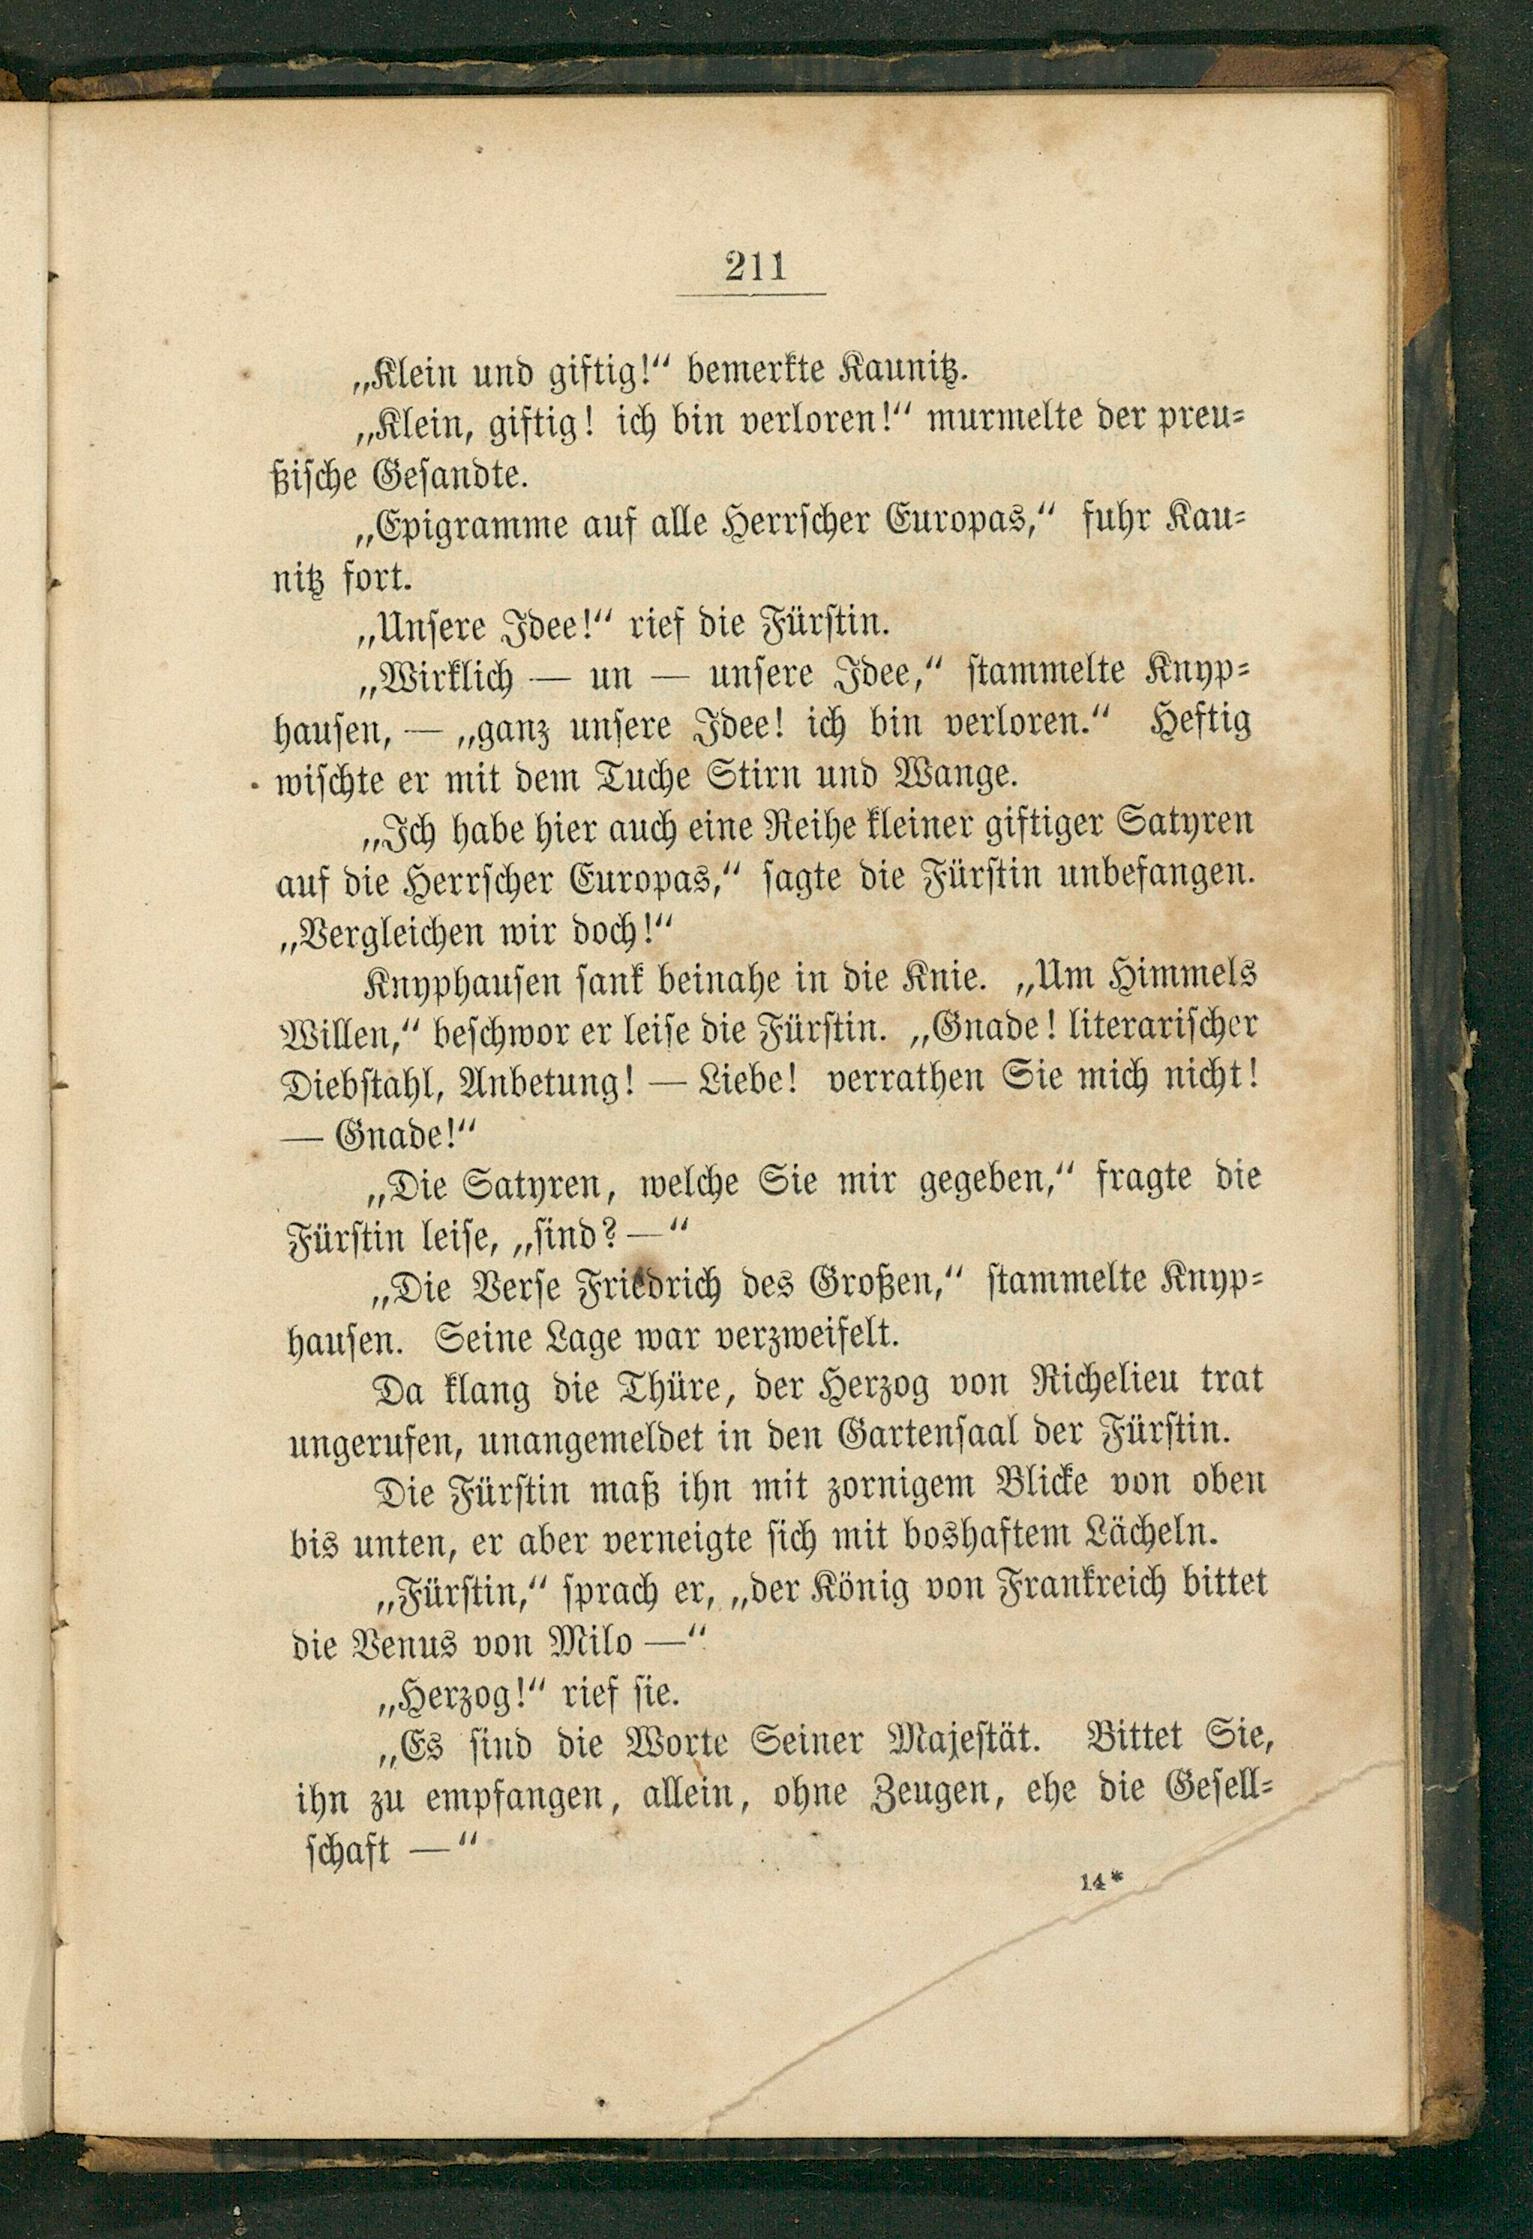 211
„Klein und giftig!“ bemerkte Kaunitz.
„Klein, giftig! ich bin verloren!“ murmelte der preu-
ßische Gesandte.
„Epigramme auf alle Herrscher Europas,“ fuhr Kau-
nitz fort.
„Unsere Idee!“ rief die Fürstin.
„Wirklich — un — unsere Idee,“ stammelte Knyp-
hausen, — „ganz unsere Idee! ich bin verloren.“ Heftig
wischte er mit dem Tuche Stirn und Wange.
„Ich habe hier auch eine Reihe kleiner giftiger Satyren
auf die Herrscher Europas,“ sagte die Fürstin unbefangen.
„Vergleichen wir doch!“
Knyphausen sank beinahe in die Knie. „Um Himmels
Willen,“ beschwor er leise die Fürstin. „Gnade! literarischer
Diebstahl, Anbetung! — Liebe! verrathen Sie mich nicht!
— Gnade!“
„Die Satyren, welche Sie mir gegeben,“ fragte die
Fürstin leise, „sind? —“
„Die Verse Friedrich des Großen,“ stammelte Knyp-
hausen. Seine Lage war verzweifelt.
Da klang die Thüre, der Herzog von Richelieu trat
ungerufen, unangemeldet in den Gartensaal der Fürstin.
Die Fürstin maß ihn mit zornigem Blicke von oben
bis unten, er aber verneigte sich mit boshaftem Lächeln.
„Fürstin,“ sprach er, „der König von Frankreich bittet
die Venus von Milo —“
„Herzog!“ rief sie.
„Es sind die Worte Seiner Majestät. Bittet Sie,
ihn zu empfangen, allein, ohne Zeugen, ehe die Gesell-
schaft —“
14*